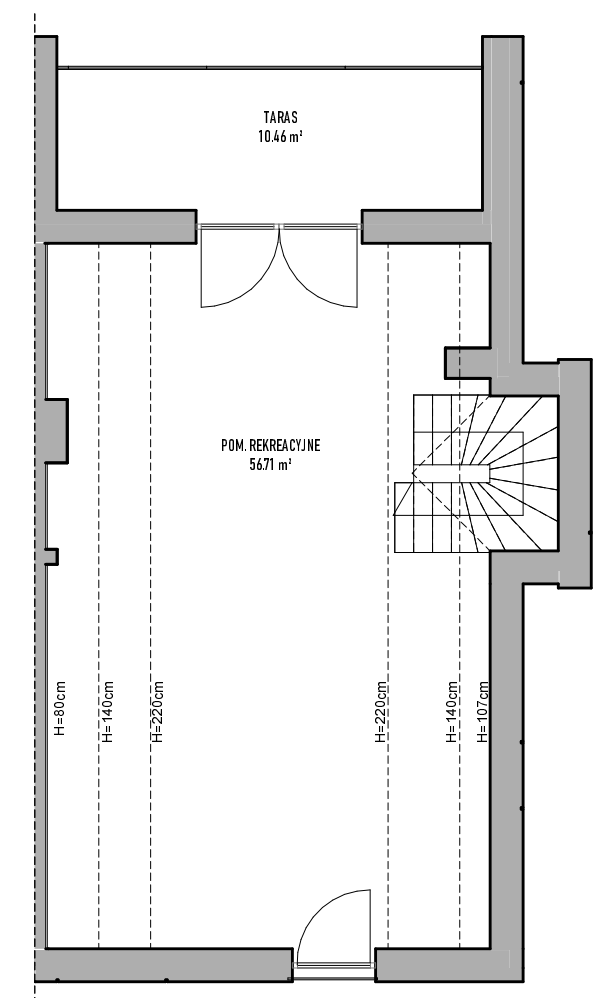 TARAS
10.46 m²
POM. REKREACYJNE
56.71 m²
H=80cm
H=140cm
H=220cm
H=220cm
H=140cm
H=107cm